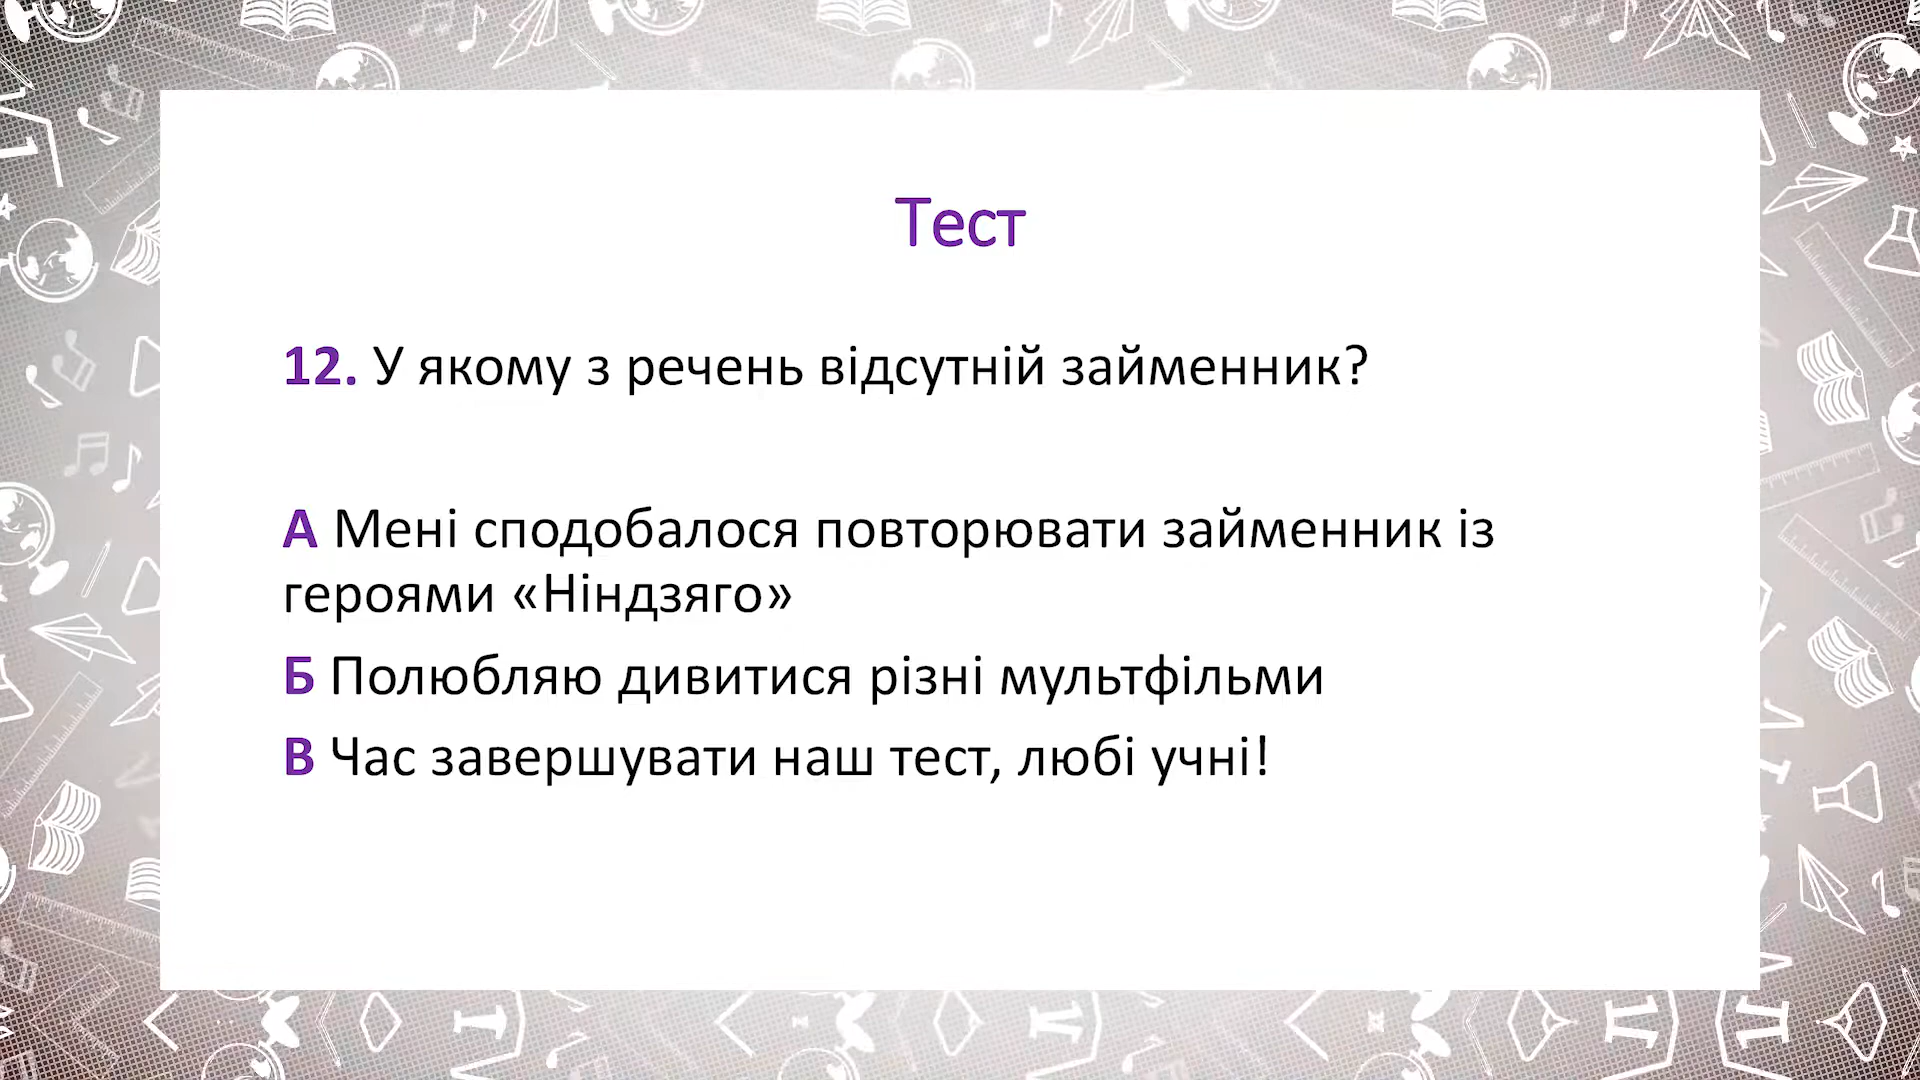 Тест
12. У якому з речень відсутній займенник?
А Мені сподобалося повторювати займенник із
героями «Ніндзяго»
Б Полюбляю дивитися різні мультфільми
В Час завершувати наш тест, любі учні!